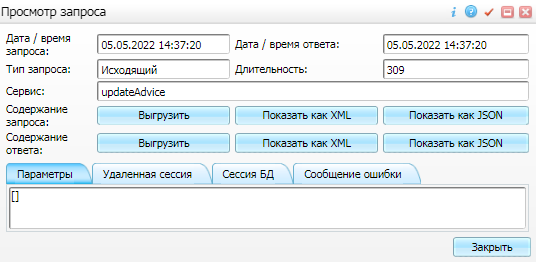 Просмотр запроса
Дата / время запроса: 05.05.2022 14:37:20 Дата / время ответа: 05.05.2022 14:37:20
Тип запроса: Исходящий Длительность: 309
Сервис: updateAdvice
Содержание запроса: Выгрузить Показать как XML Показать как JSON
Содержание ответа: Выгрузить Показать как XML Показать как JSON
Параметры Удаленная сессия Сессия БД Сообщение ошибки
[]
Закрыть